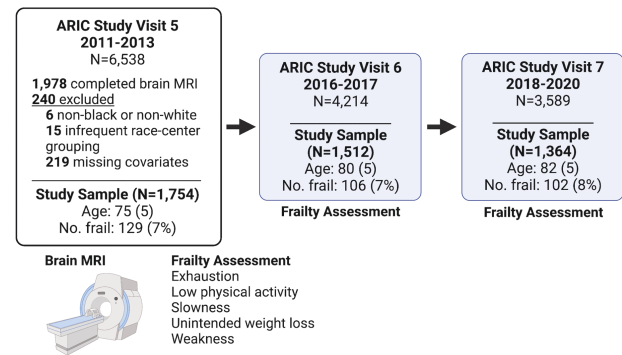 ARIC Study Visit 5
2011-2013
N=6,538
1,978 completed brain MRI
240 excluded
6 non-black or non-white
15 infrequent race-center
grouping
219 missing covariates
Study Sample (N=1,754)
Age: 75 (5)
No. frail: 129 (7%)
ARIC Study Visit 6
2016-2017
N=4,214
Study Sample
(N=1,512)
Age: 80 (5)
No. frail: 106 (7%)
Frailty Assessment
ARIC Study Visit 7
2018-2020
N=3,589
Study Sample
(N=1,364)
Age: 82 (5)
No. frail: 102 (8%)
Frailty Assessment
Brain MRI
Frailty Assessment
Exhaustion
Low physical activity
Slowness
Unintended weight loss
Weakness